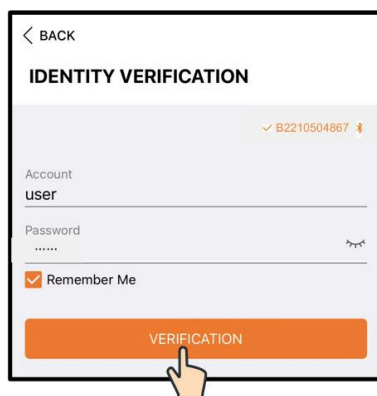 BACK
IDENTITY VERIFICATION
B2210504867
Account
user
Password
......
Remember Me
VERIFICATION